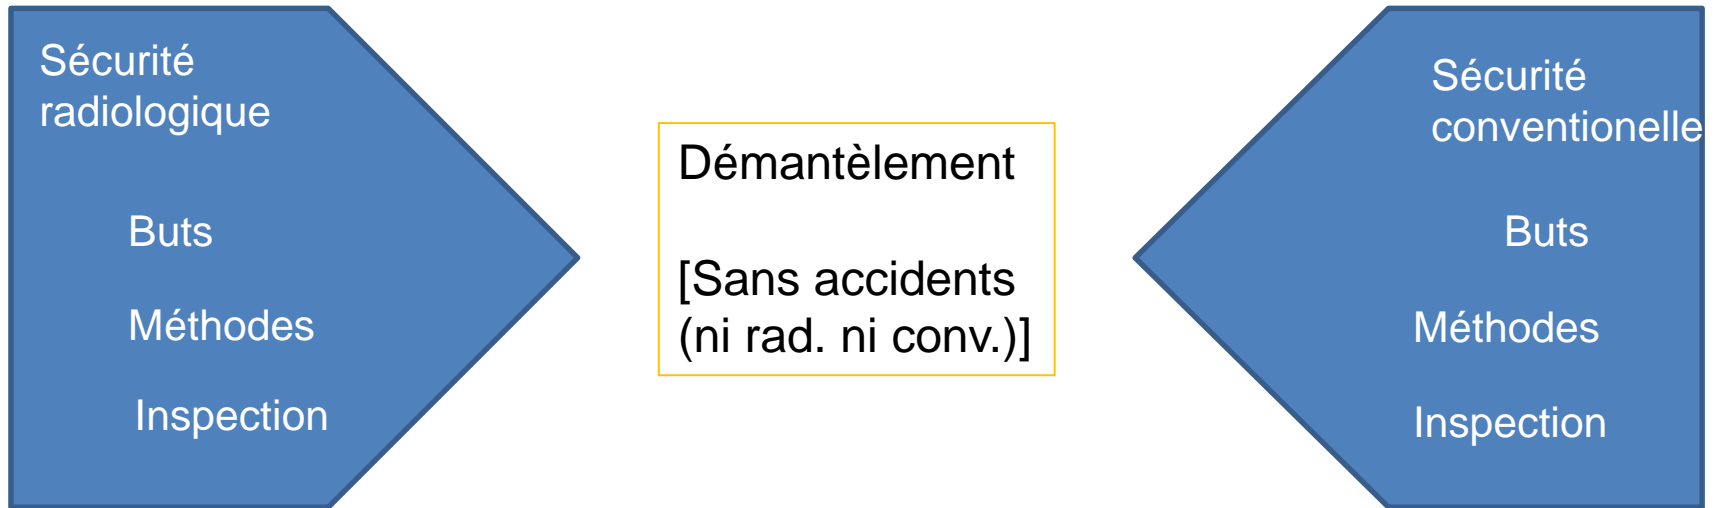 Sécurité
radiologique
Buts
Méthodes
Inspection
Démantèlement
[Sans accidents
(ni rad. ni conv.)]
Sécurité
conventionelle
Buts
Méthodes
Inspection